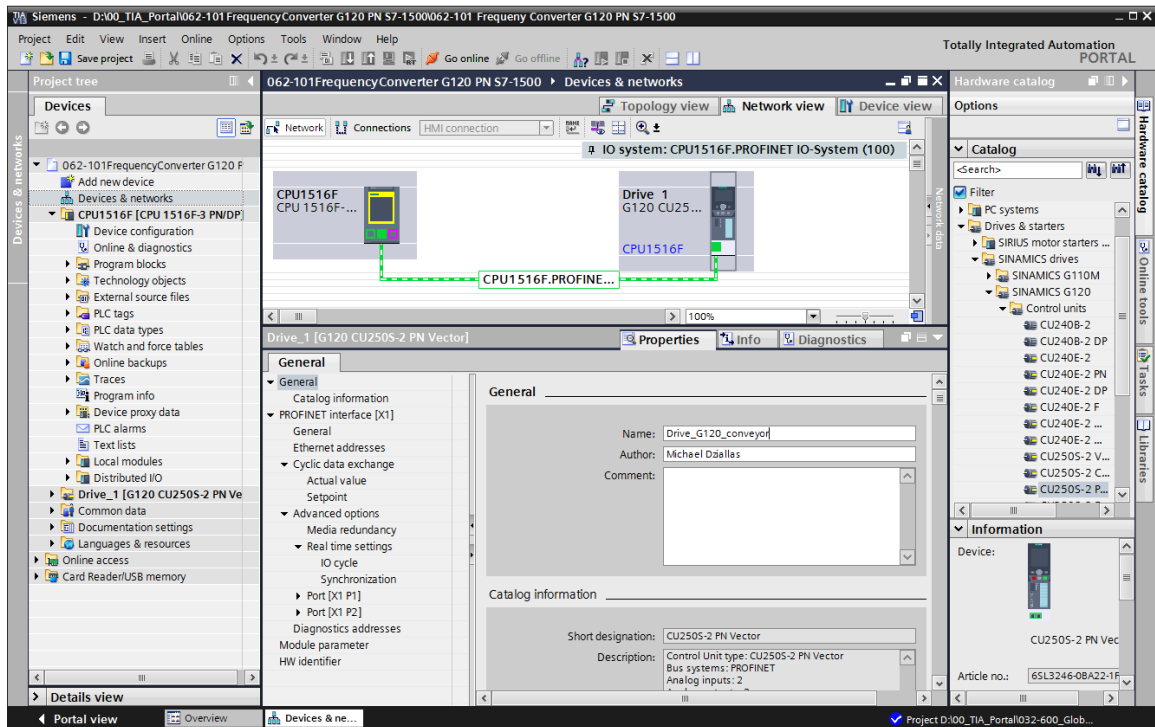 Siemens - D:\00_TIA_Portal\062-101 FrequencyConverter G120 PN S7-1500\062-101 Frequeny Converter G120 PN S7-1500
Project Edit View Insert Online Options Tools Window Help
Totally Integrated Automation
PORTAL
Save project
Go online
Go offline
Project tree
Devices
Devices & networks
062-101FrequencyConverter G120 P
Add new device
Devices & networks
CPU1516F [CPU 1516F-3 PN/DP]
Device configuration
Online & diagnostics
Program blocks
Technology objects
External source files
PLC tags
PLC data types
Watch and force tables
Online backups
Traces
Program info
Device proxy data
PLC alarms
Text lists
Local modules
Distributed I/O
Drive_1 [G120 CU250S-2 PN Ve
Common data
Documentation settings
Languages & resources
Online access
Card Reader/USB memory
Details view
062-101FrequencyConverter G120 PN S7-1500 Devices & networks
Topology view
Network view
Device view
Network
Connections
HMI connection
IO system: CPU1516F.PROFINET IO-System (100)
CPU1516F
CPU 1516F-...
Drive_1
G120 CU25...
CPU1516F
CPU1516F.PROFINE...
100%
Network data
Drive_1 [G120 CU250S-2 PN Vector]
Properties
Info
Diagnostics
General
General
Catalog information
PROFINET interface [X1]
General
Ethernet addresses
Cyclic data exchange
Actual value
Setpoint
Advanced options
Media redundancy
Real time settings
IO cycle
Synchronization
Port [X1 P1]
Port [X1 P2]
Diagnostics addresses
Module parameter
HW identifier
General
Name: Drive_G120_conveyor
Author: Michael Dziallas
Comment:
Catalog information
Short designation: CU250S-2 PN Vector
Description: Control Unit type: CU250S-2 PN Vector
Bus systems: PROFINET
Analog inputs: 2
Hardware catalog
Options
Catalog
<Search>
Filter
PC systems
Drives & starters
SIRIUS motor starters ...
SINAMICS drives
SINAMICS G110M
SINAMICS G120
Control units
CU240B-2
CU240B-2 DP
CU240E-2
CU240E-2 PN
CU240E-2 DP
CU240E-2 F
CU240E-2 ...
CU240E-2 ...
CU250S-2 V...
CU250S-2 C...
CU250S-2 P...
Information
Device:
CU250S-2 PN Vec
Article no.: 6SL3246-0BA22-1F
Hardware catalog
Online tools
Tasks
Libraries
Portal view
Overview
Devices & ne...
Project D:\00_TIA_Portal\032-600_Glob...